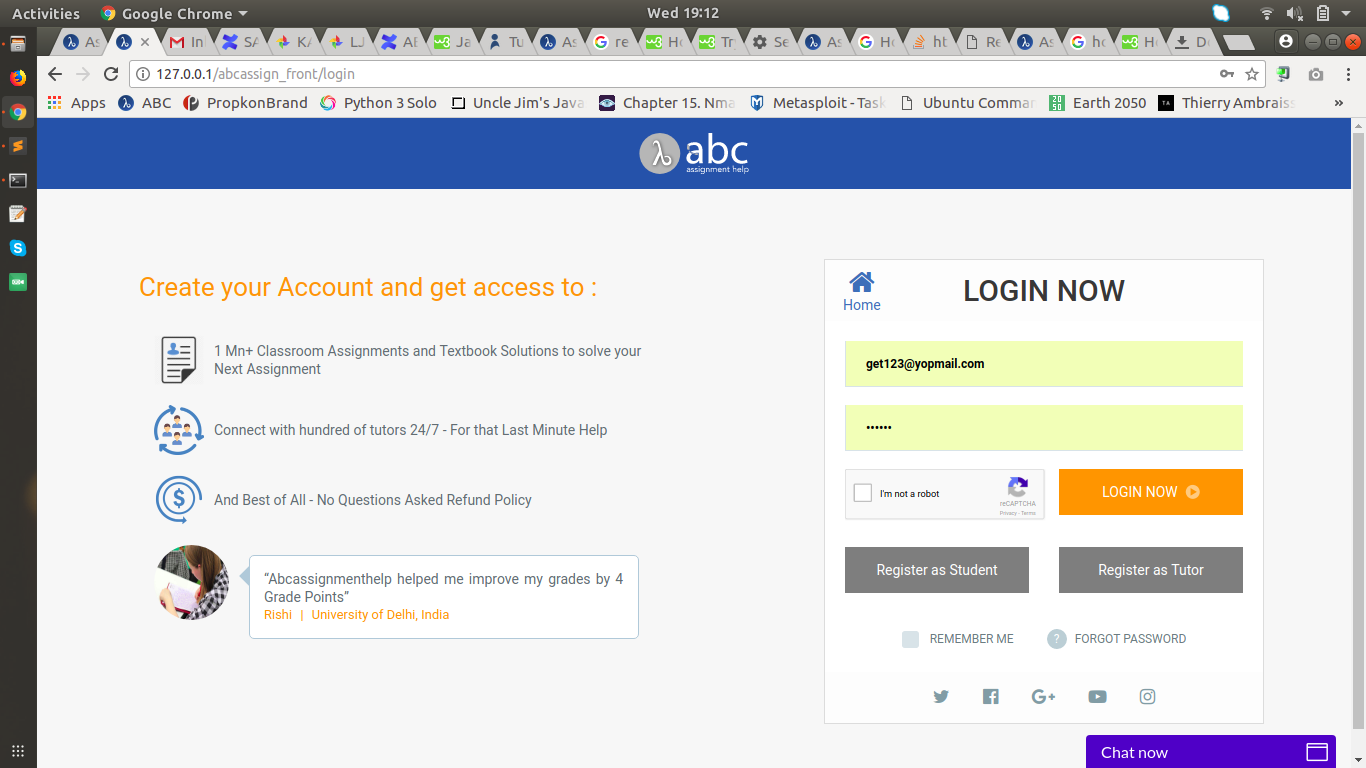 Activities
Google Chrome
Wed 19:12
As
In
SA
KA
LJ
AE
Ja
Tu
As
re
Ho
Tr
Se
As
Ho
ht
Re
As
ho
Ho
D
127.0.0.1/abcassign_front/login
Apps
ABC
PropkonBrand
Python 3 Solo
Uncle Jim's Java
Chapter 15. Nma
Metasploit - Task
Ubuntu Comma
Earth 2050
Thierry Ambraiss
»
λ abc
assignment help
Create your Account and get access to :
1 Mn+ Classroom Assignments and Textbook Solutions to solve your
Next Assignment
Connect with hundred of tutors 24/7 - For that Last Minute Help
And Best of All - No Questions Asked Refund Policy
“Abcassignmenthelp helped me improve my grades by 4
Grade Points”
Rishi | University of Delhi, India
Home
LOGIN NOW
get123@yopmail.com
••••••
I'm not a robot
reCAPTCHA
Privacy - Terms
LOGIN NOW
Register as Student
Register as Tutor
REMEMBER ME
? FORGOT PASSWORD
G+
Chat now